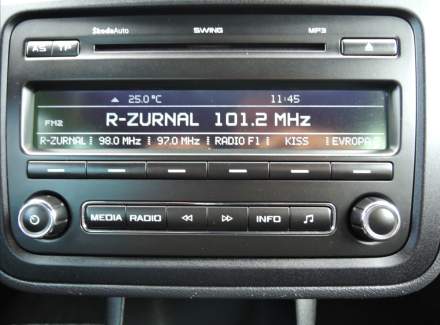 ŠkodaAuto SWING MP3
AS TP
25.0 °C 11:45
FM2 R-ZURNAL 101.2 MHz
R-ZURNAL 98.0 MHz 97.0 MHz RADIO F1 KISS EVROPA
MEDIA RADIO INFO